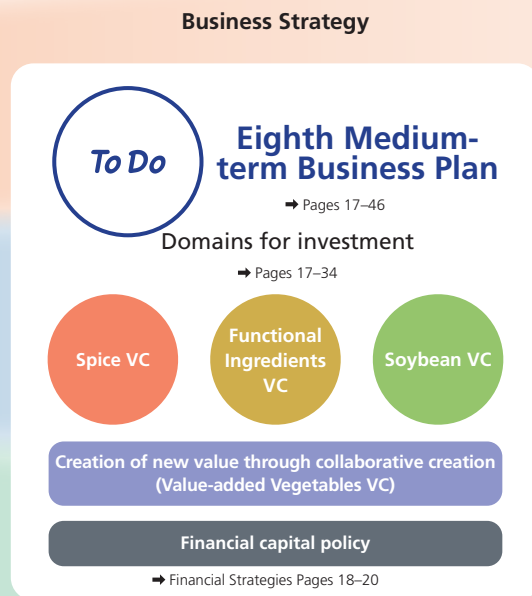 Business Strategy
To Do
Eighth Medium-
term Business Plan
➡ Pages 17–46
Domains for investment
➡ Pages 17–34
Spice VC
Functional
Ingredients
VC
Soybean VC
Creation of new value through collaborative creation
(Value-added Vegetables VC)
Financial capital policy
➡ Financial Strategies Pages 18–20